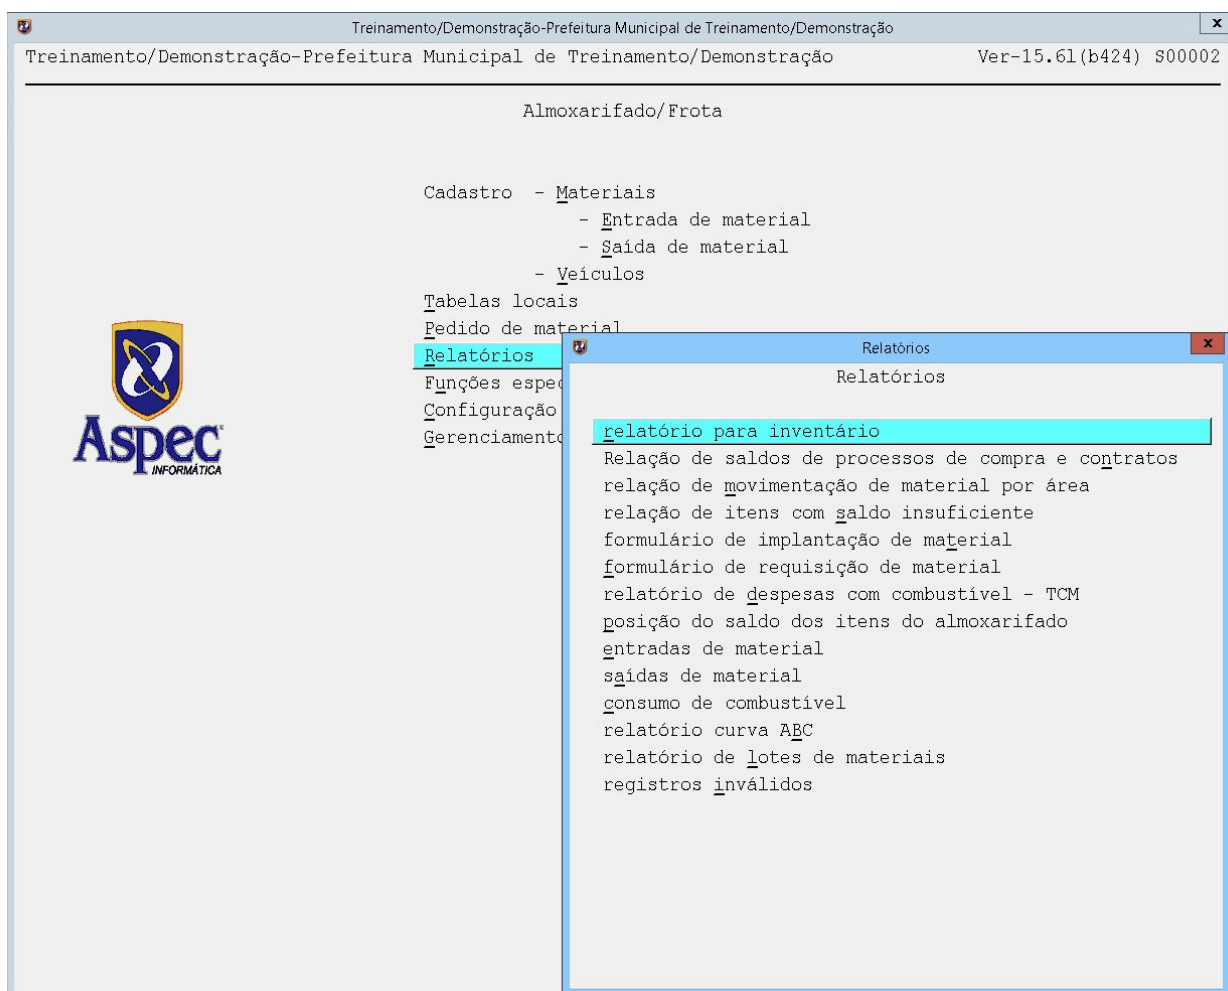 Treinamento/Demonstração-Prefeitura Municipal de Treinamento/Demonstração
Treinamento/Demonstração-Prefeitura Municipal de Treinamento/Demonstração Ver-15.6l(b424) S00002
Almoxarifado/Frota
Cadastro - Materiais
- Entrada de material
- Saída de material
- Veículos
Tabelas locais
Pedido de material
Relatórios
Funções espec
Configuração
Gerenciamento
Aspec
INFORMÁTICA
Relatórios
Relatórios
relatório para inventário
Relação de saldos de processos de compra e contratos
relação de movimentação de material por área
relação de itens com saldo insuficiente
formulário de implantação de material
formulário de requisição de material
relatório de despesas com combustível - TCM
posição do saldo dos itens do almoxarifado
entradas de material
saídas de material
consumo de combustível
relatório curva ABC
relatório de lotes de materiais
registros inválidos